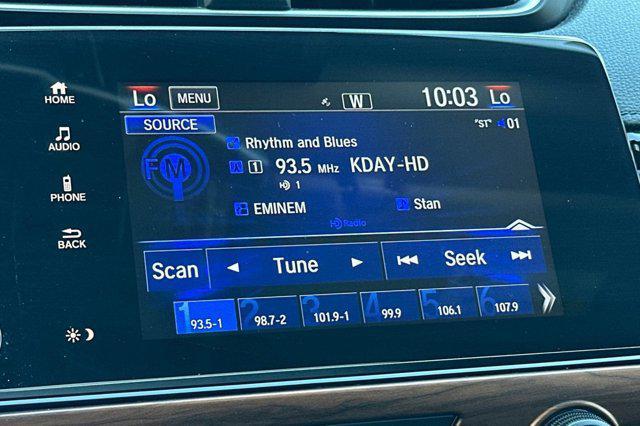 HOME
AUDIO
PHONE
BACK
Lo MENU W 10:03 Lo
SOURCE "ST" 01
FM
Rhythm and Blues
1 93.5 MHz KDAY-HD
HD 1
EMINEM Stan
HD Radio
Scan Tune Seek
1 93.5-1 2 98.7-2 3 101.9-1 4 99.9 5 106.1 6 107.9